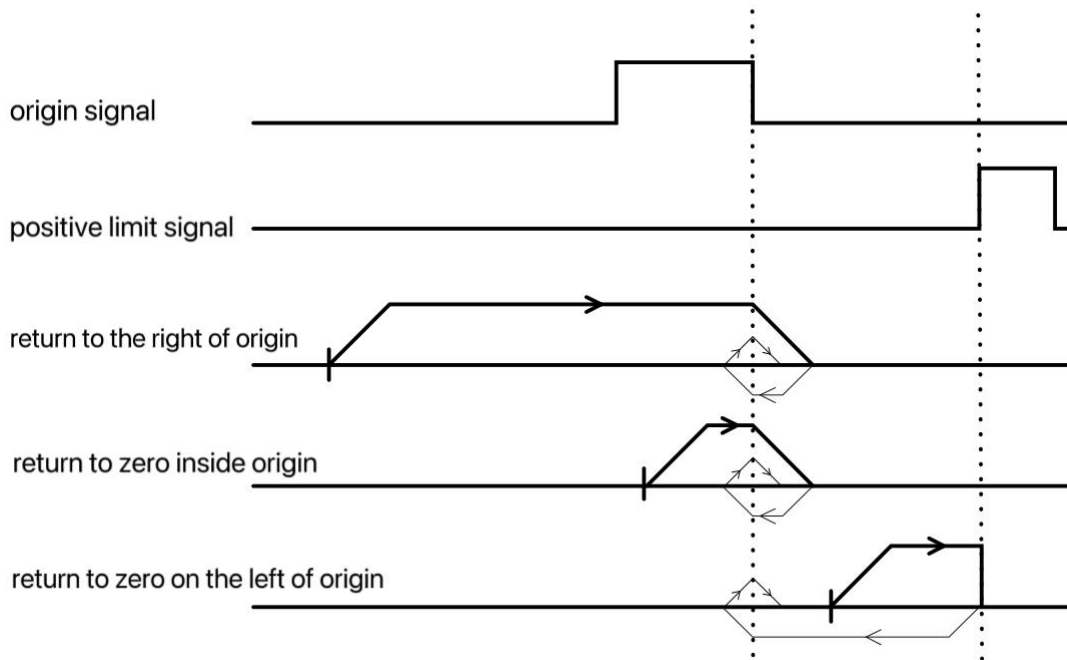 origin signal
positive limit signal
return to the right of origin
return to zero inside origin
return to zero on the left of origin